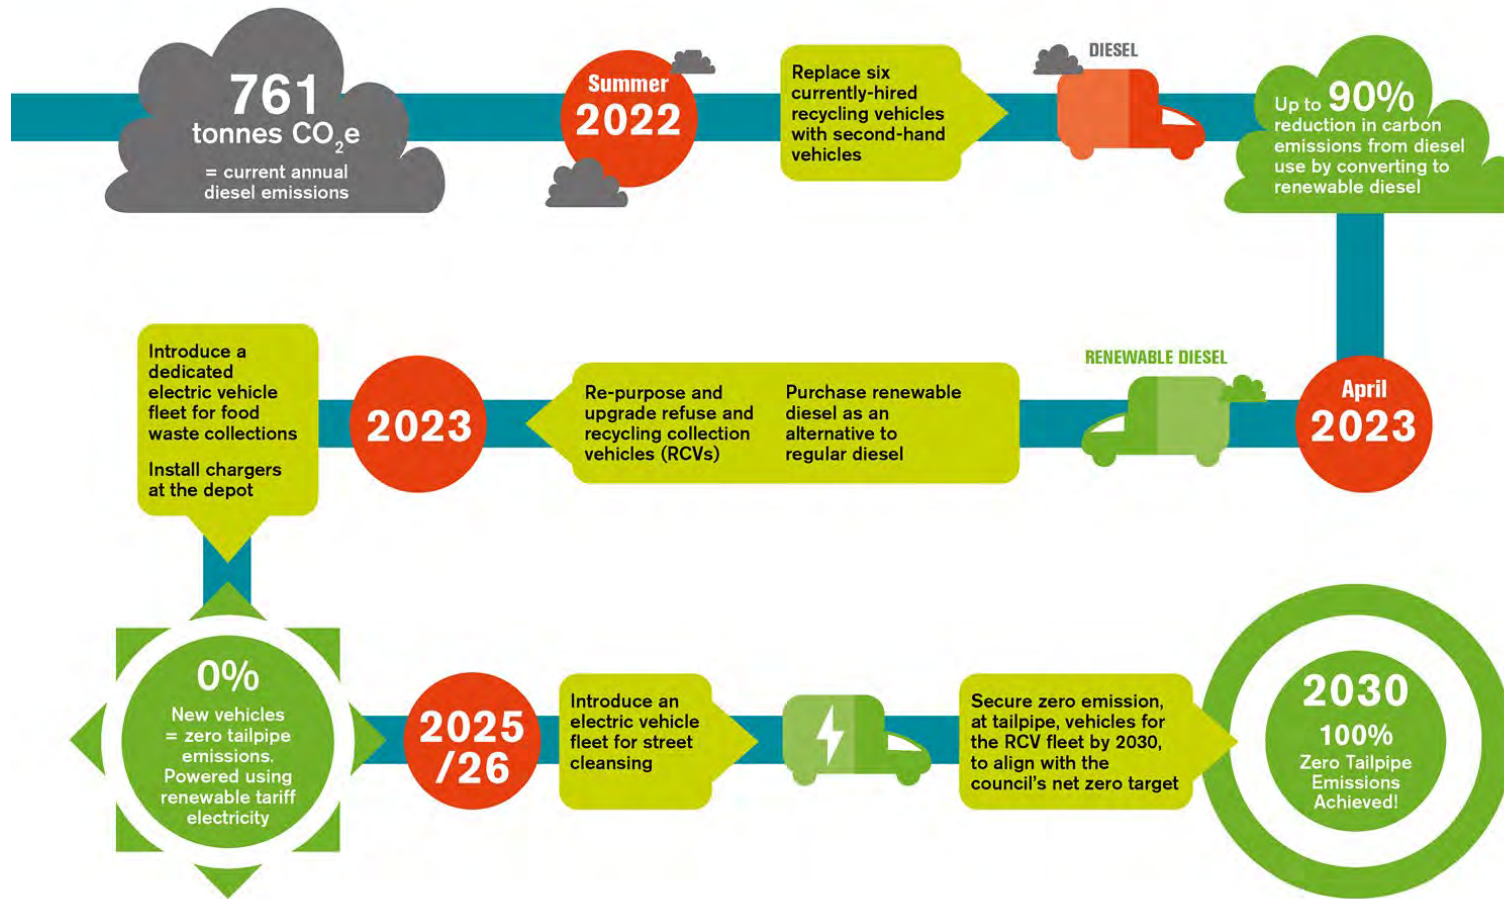 761
tonnes CO₂e
= current annual
diesel emissions
Summer
2022
Replace six
currently-hired
recycling vehicles
with second-hand
vehicles
DIESEL
Up to 90%
reduction in carbon
emissions from diesel
use by converting to
renewable diesel
April
2023
RENEWABLE DIESEL
Re-purpose and
upgrade refuse and
recycling collection
vehicles (RCVs)
Purchase renewable
diesel as an
alternative to
regular diesel
2023
Introduce a
dedicated
electric vehicle
fleet for food
waste collections
Install chargers
at the depot
0%
New vehicles
= zero tailpipe
emissions.
Powered using
renewable tariff
electricity
2025
/26
Introduce an
electric vehicle
fleet for street
cleansing
Secure zero emission,
at tailpipe, vehicles for
the RCV fleet by 2030,
to align with the
council's net zero target
2030
100%
Zero Tailpipe
Emissions
Achieved!